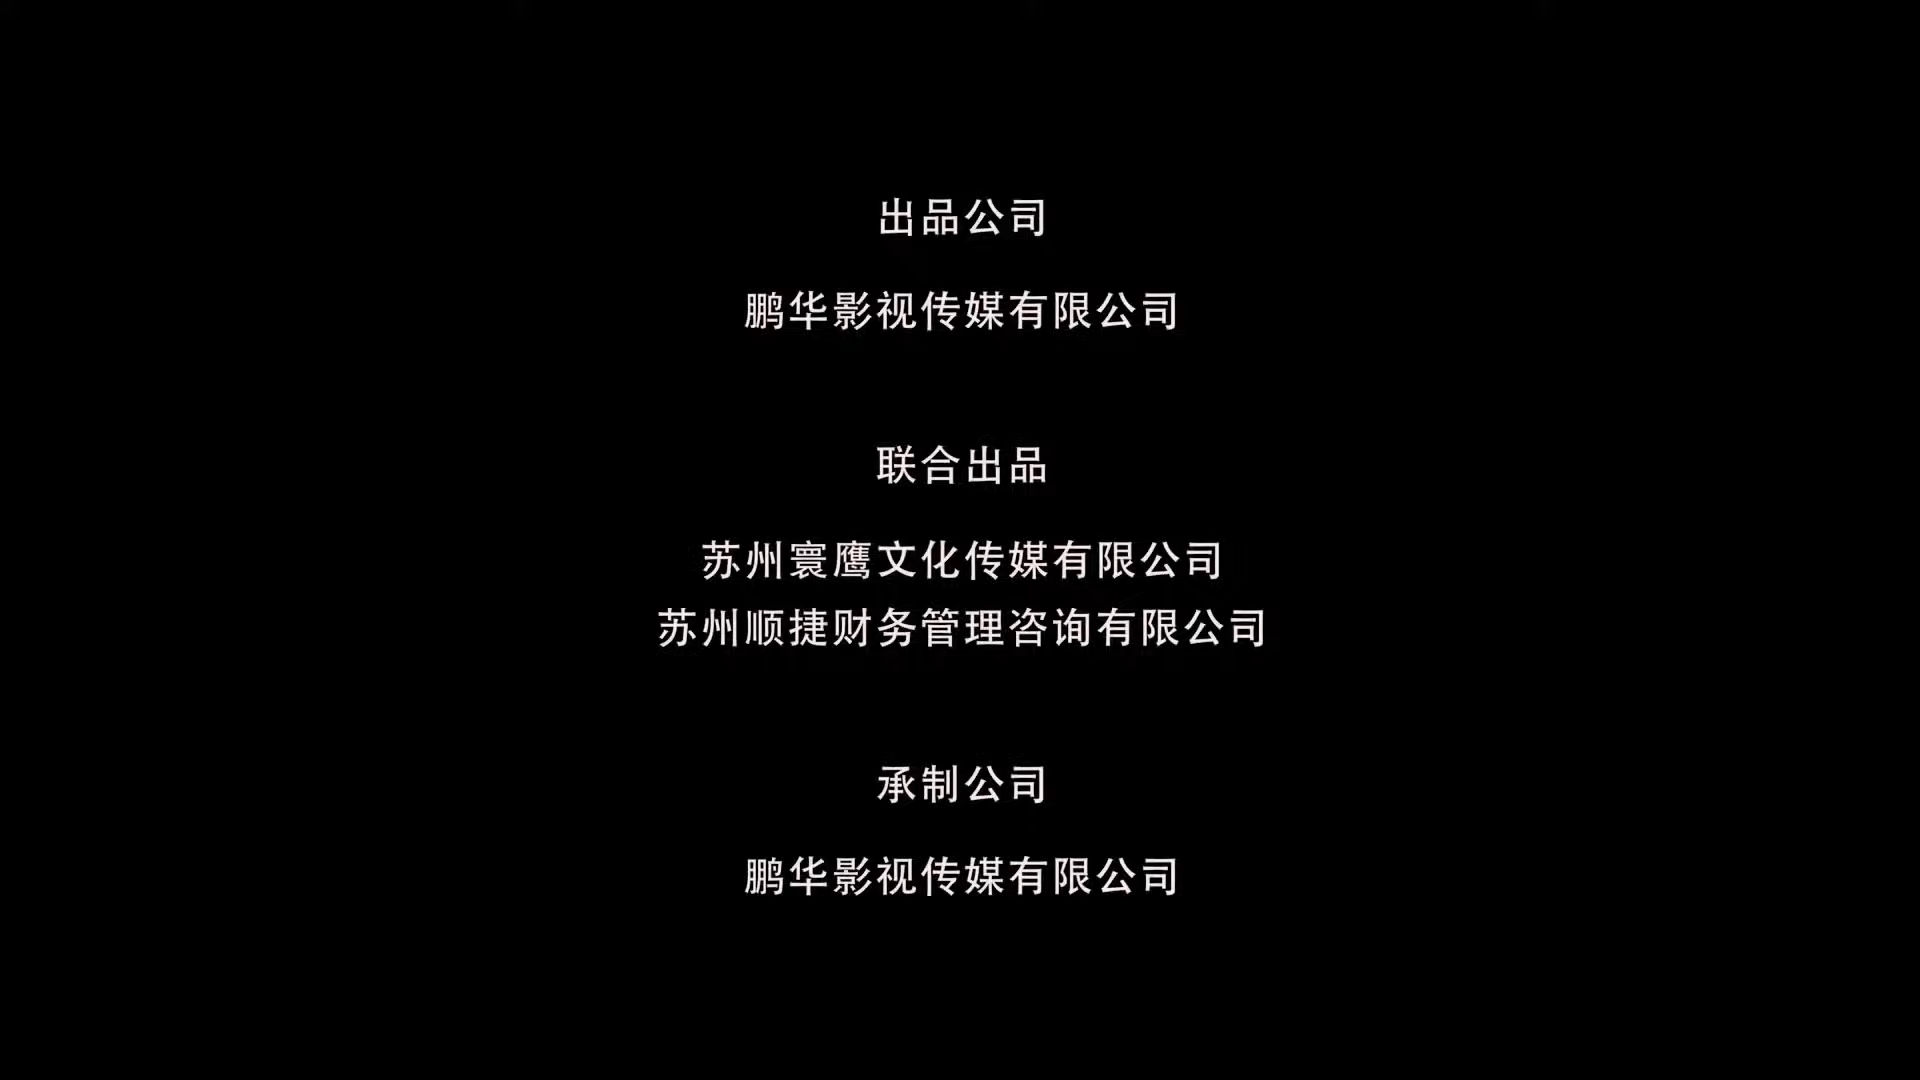 出品公司
鹏华影视传媒有限公司
联合出品
苏州寰鹰文化传媒有限公司
苏州顺捷财务管理咨询有限公司
承制公司
鹏华影视传媒有限公司